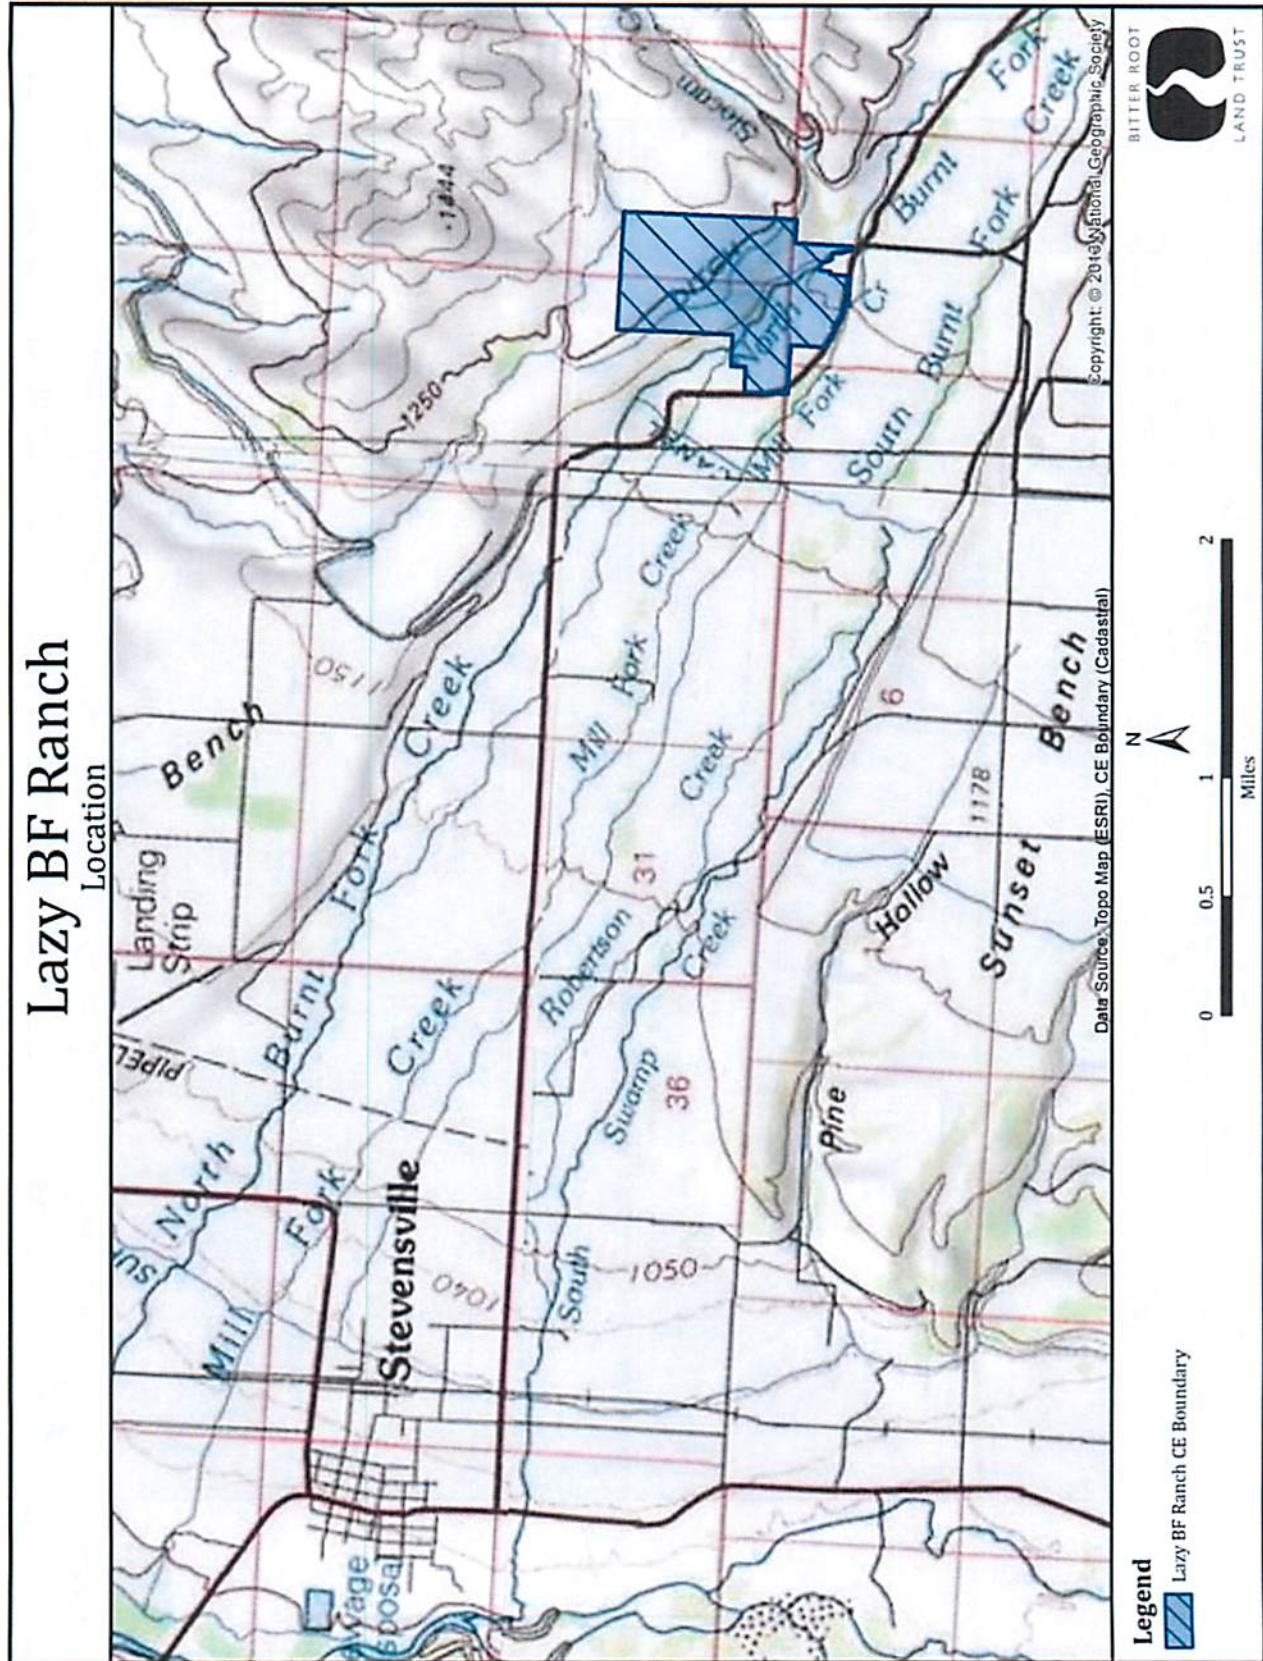 Lazy BF Ranch
Location
Landing
Strip
Bench
PIPEL
1150
1250
1444
North
Burnt
Fork
Creek
Mill
Fork
Creek
Stevensville
1040
1050
Mill
Fork
Creek
Robertson
Creek
31
South
Swamp
Creek
36
Pine
Hollow
Sunset
Bench
1178
6
Slocum
Ditch
North
Burnt
Fork
Cr
LANE
Mill
Fork
South
Burnt
Fork
Burnt
Fork
Creek
Data Source: Topo Map (ESRI), CE Boundary (Cadastral)
Copyright: © 2013 National Geographic Society
Legend
Lazy BF Ranch CE Boundary
0 0.5 1 2
Miles
N
BITTER ROOT
LAND TRUST